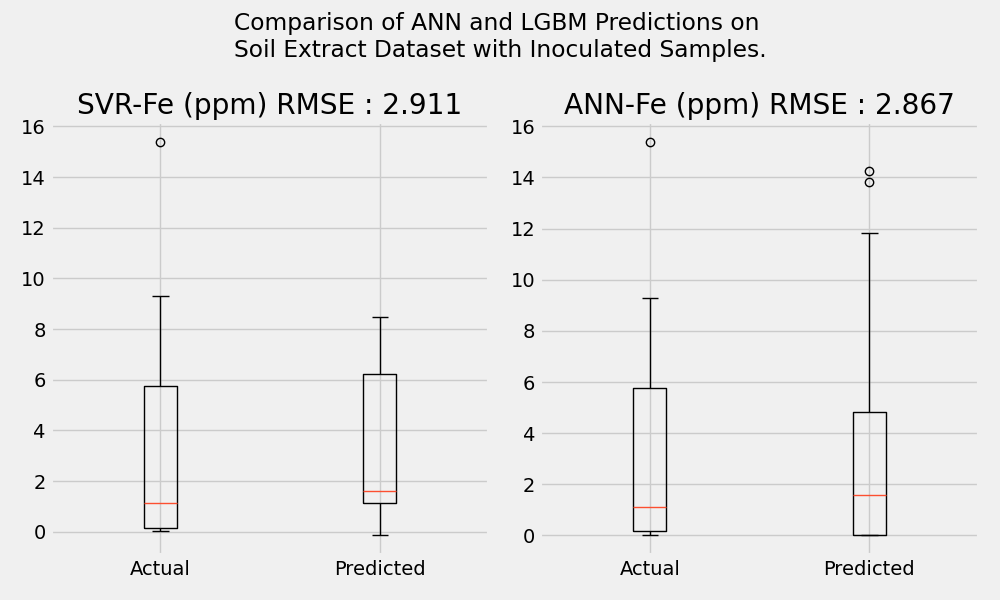 Comparison of ANN and LGBM Predictions on
Soil Extract Dataset with Inoculated Samples.
SVR-Fe (ppm) RMSE : 2.911
16
14
12
10
8
6
4
2
0
Actual
Predicted
ANN-Fe (ppm) RMSE : 2.867
16
14
12
10
8
6
4
2
0
Actual
Predicted